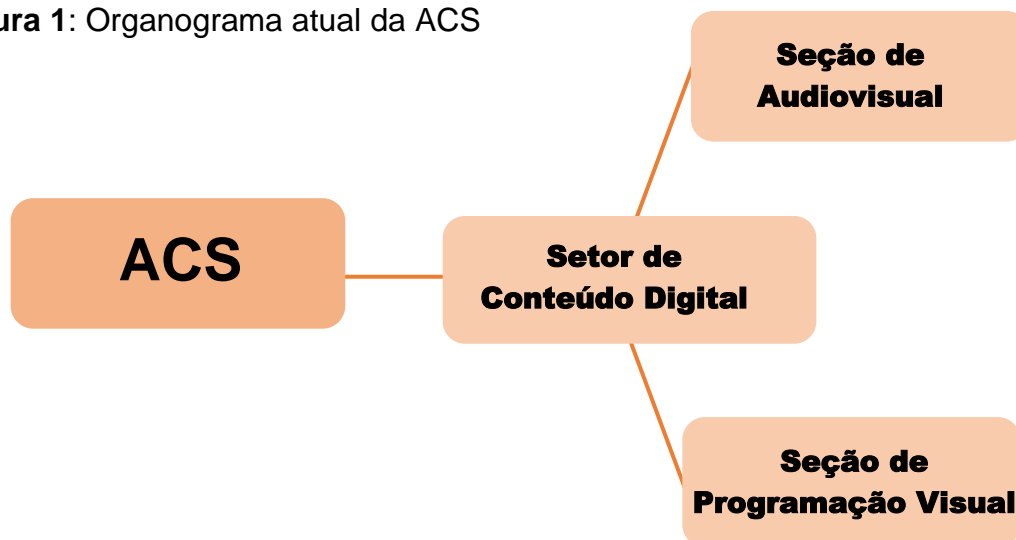 ura 1: Organograma atual da ACS
Seção de
Audiovisual
ACS
Setor de
Conteúdo Digital
Seção de
Programação Visual